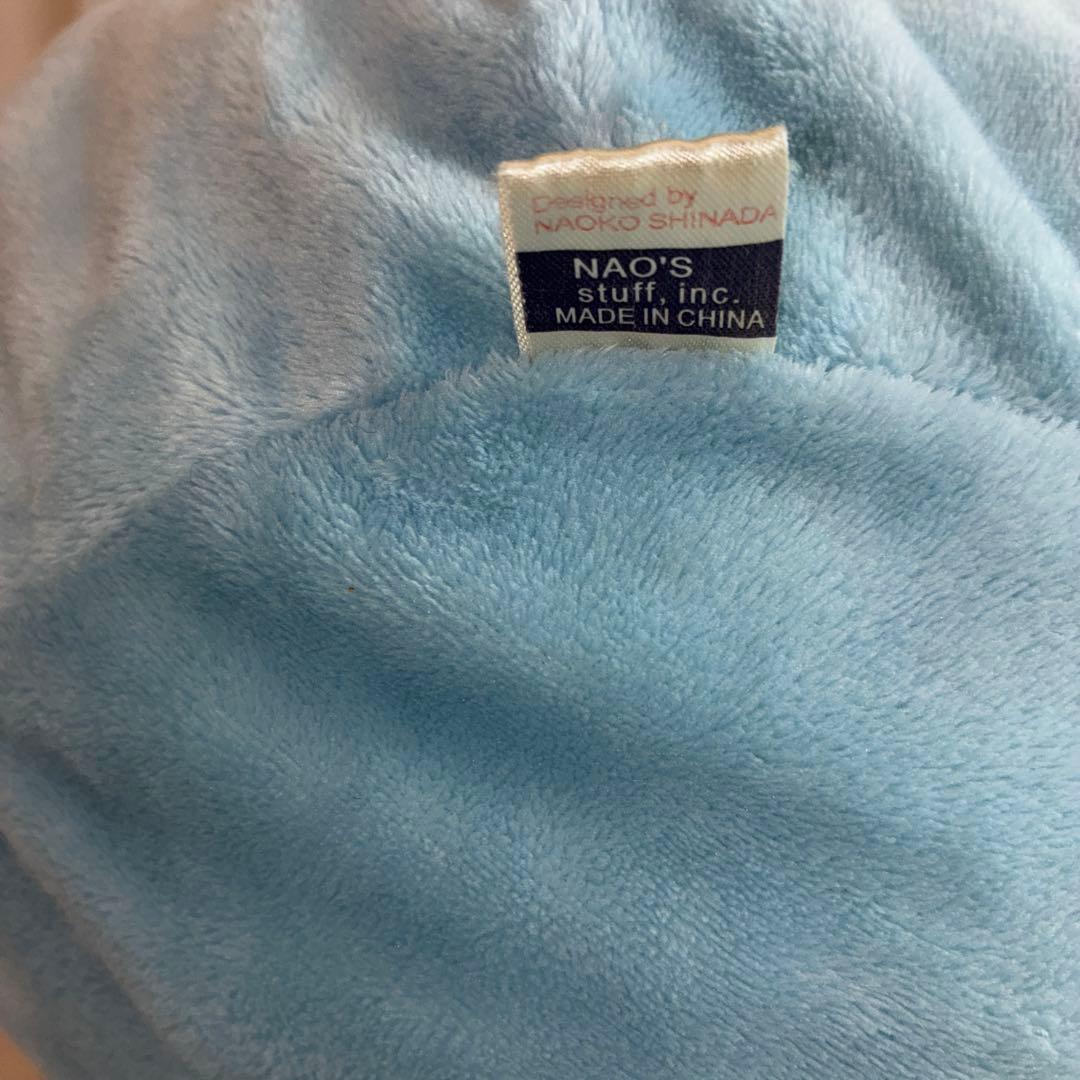 Designed by
NAOKO SHINADA
NAO'S
stuff, inc.
MADE IN CHINA